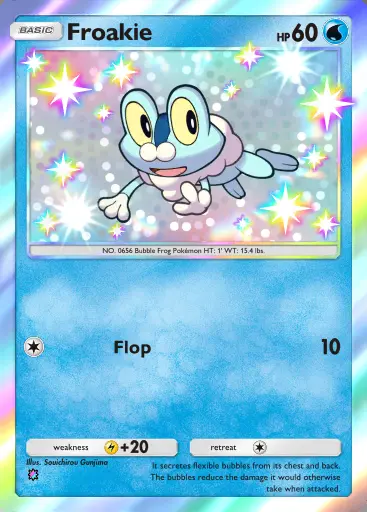 BASIC Froakie HP 60
NO. 0656 Bubble Frog Pokémon HT: 1' WT: 15.4 lbs.
Flop 10
weakness +20 retreat
Illus. Souichirou Gunjima
It secretes flexible bubbles from its chest and back.
The bubbles reduce the damage it would otherwise
take when attacked.